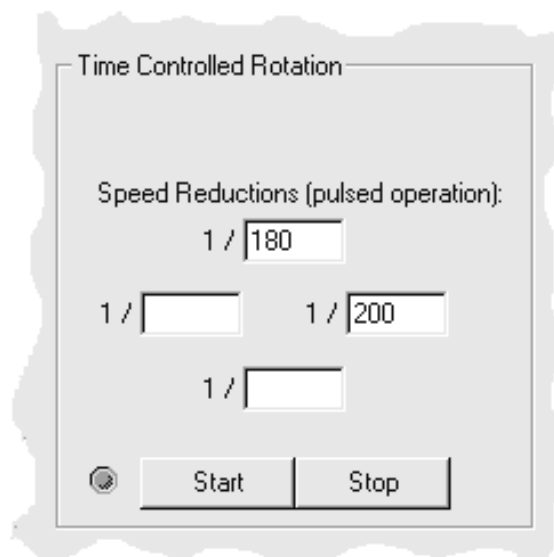 Time Controlled Rotation
Speed Reductions (pulsed operation):
1 / 180
1 / 1 / 200
1 /
Start Stop